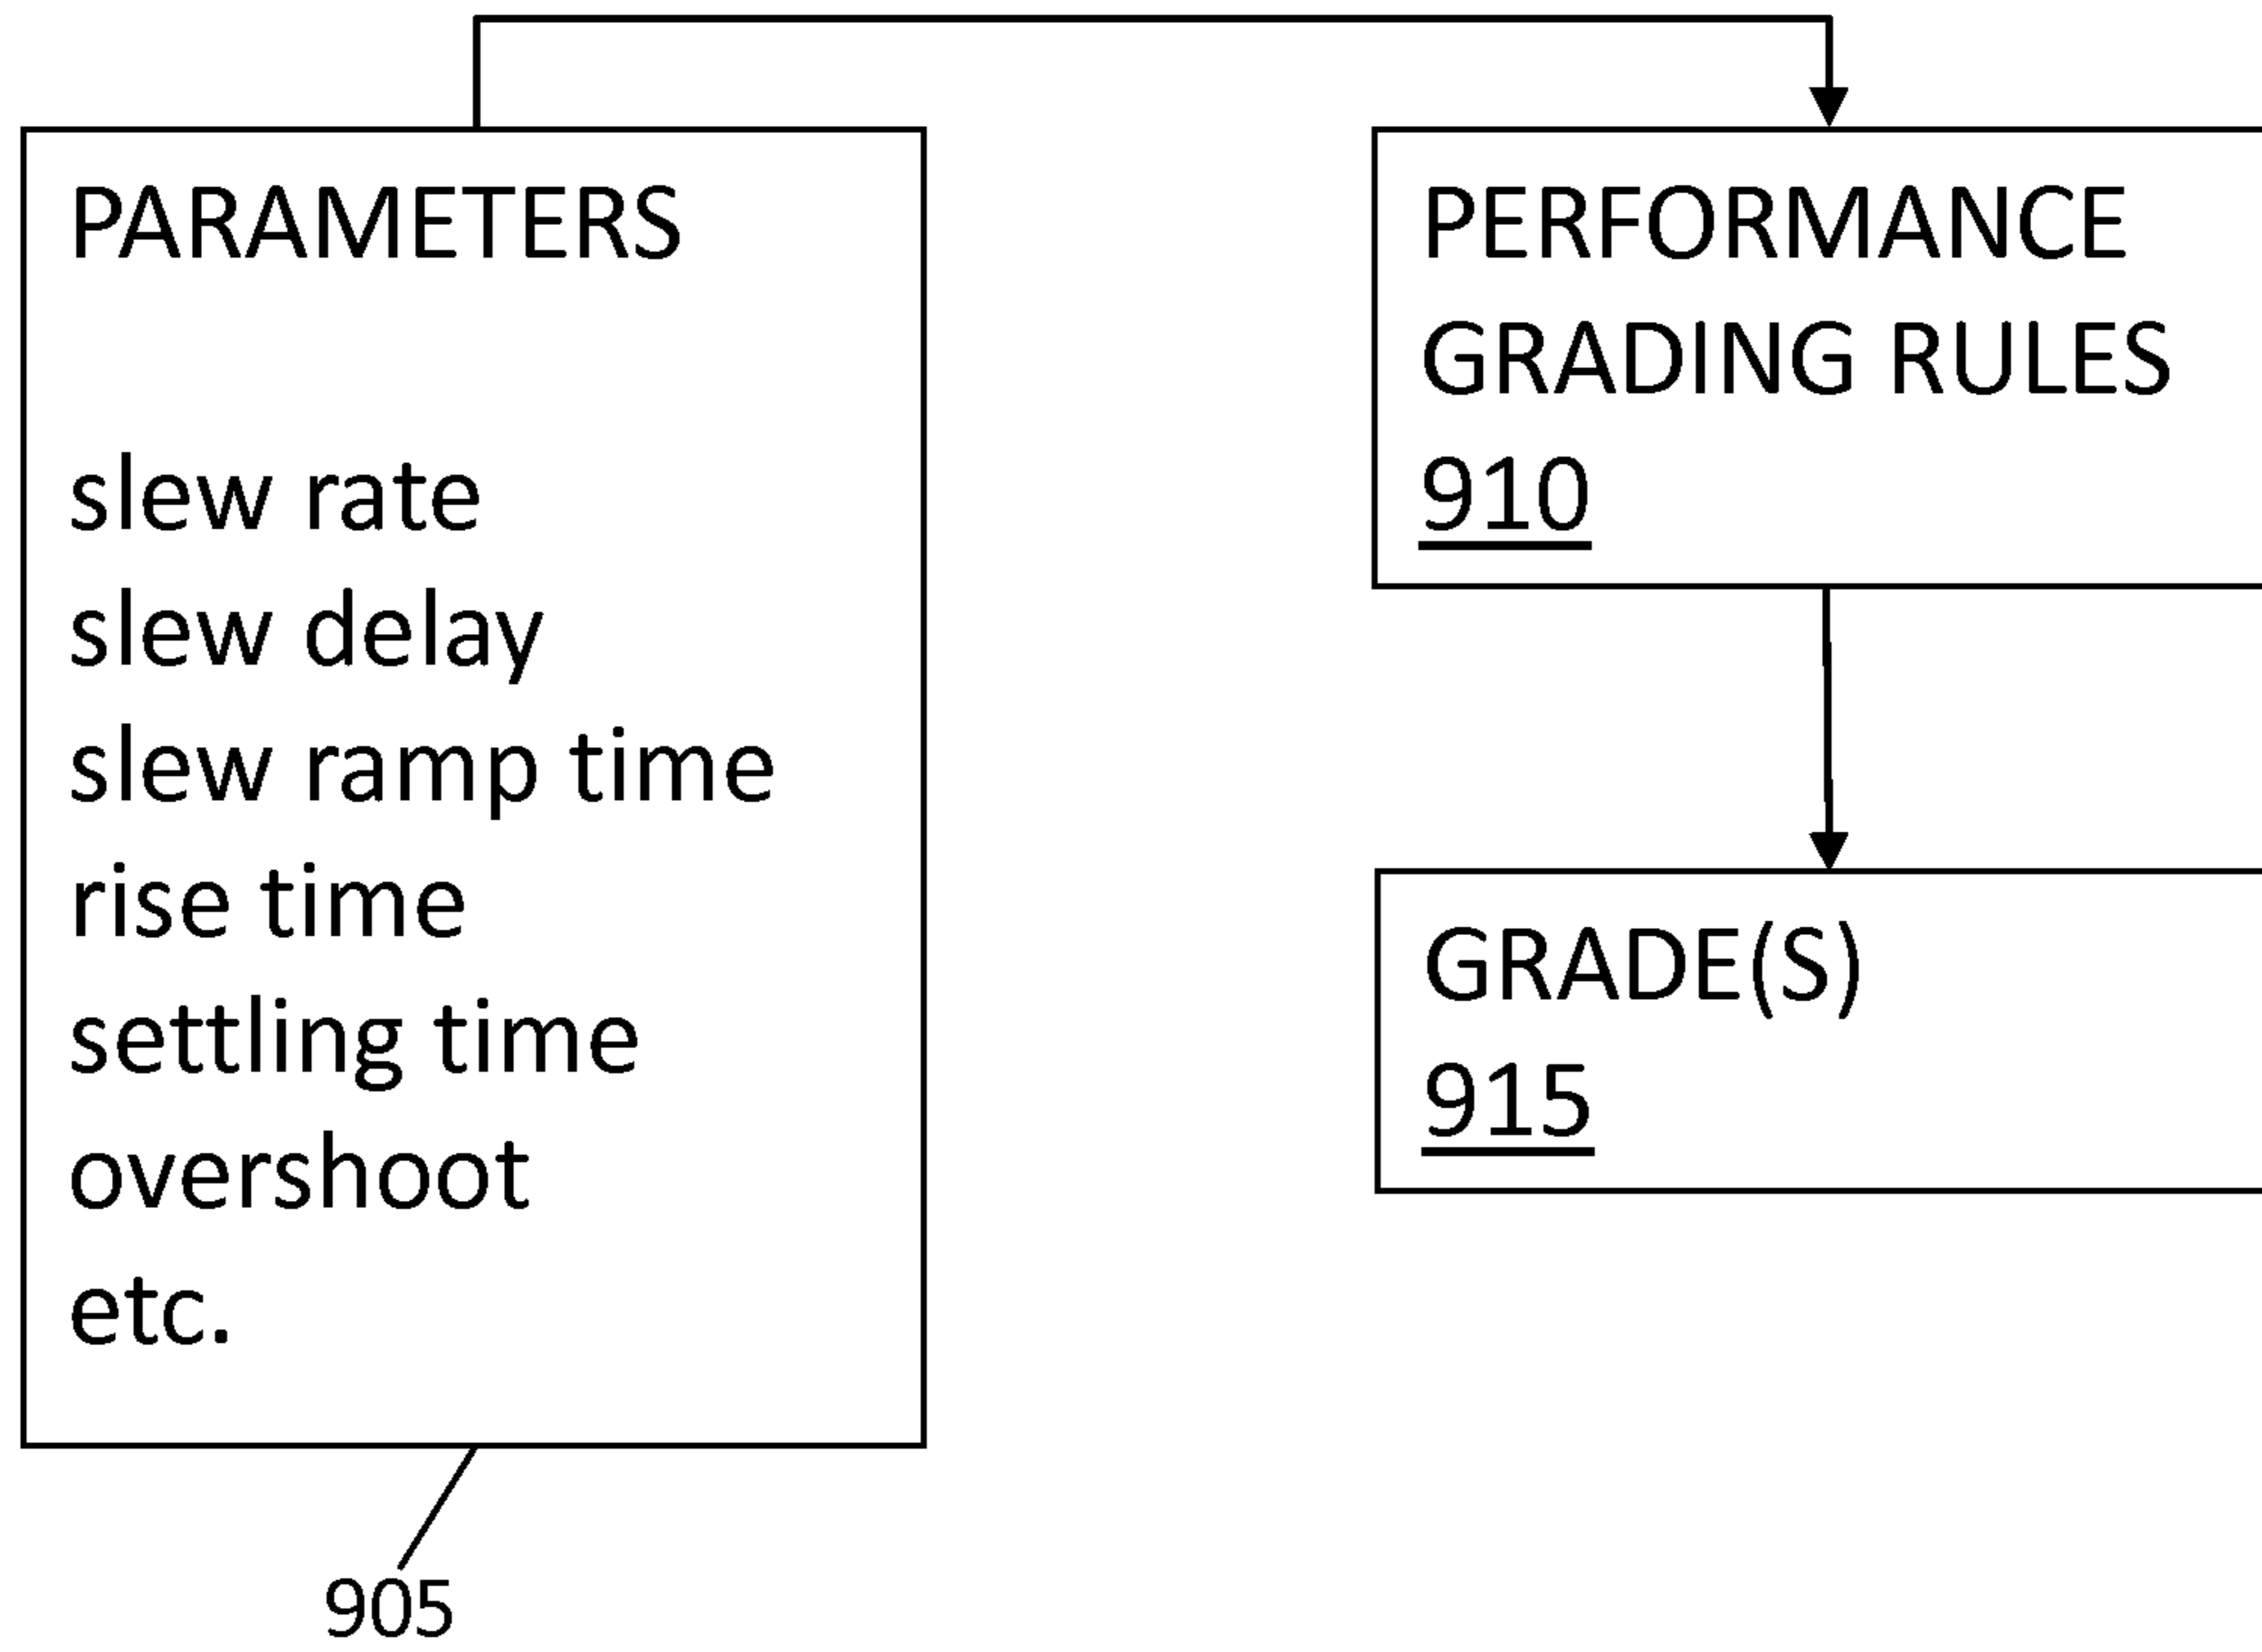 PARAMETERS
slew rate
slew delay
slew ramp time
rise time
settling time
overshoot
etc.
905
PERFORMANCE
GRADING RULES
910
GRADE(S)
915